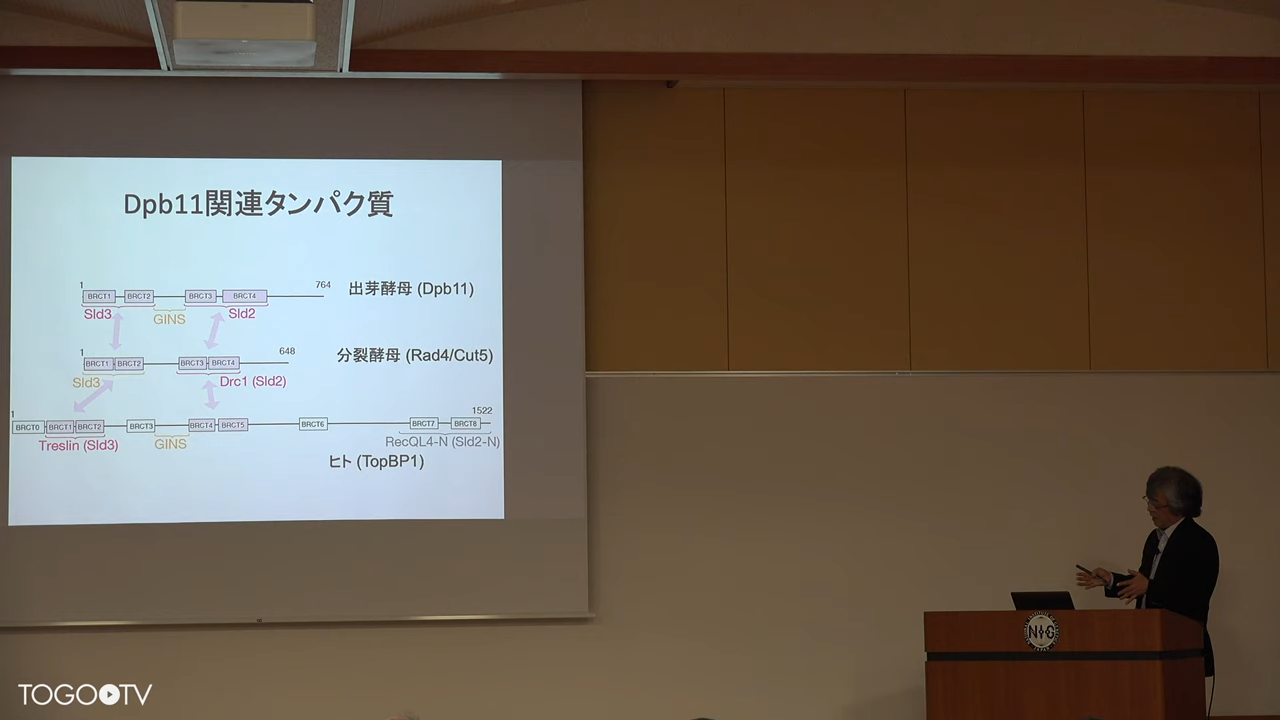 Dpb11関連タンパク質
1
764
BRCT1 BRCT2 BRCT3 BRCT4
出芽酵母 (Dpb11)
Sld3 GINS Sld2
1
648
BRCT1 BRCT2 BRCT3 BRCT4
分裂酵母 (Rad4/Cut5)
Sld3 Drc1 (Sld2)
1
1522
BRCT0 BRCT1 BRCT2 BRCT3 BRCT4 BRCT5 BRCT6 BRCT7 BRCT8
Treslin (Sld3) GINS RecQL4-N (Sld2-N)
ヒト (TopBP1)
NIG
TOGOTV